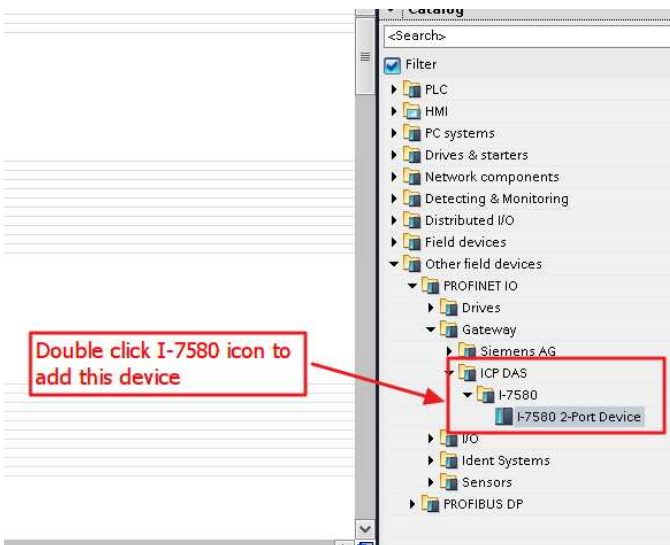 Catalog
<Search>
Filter
PLC
HMI
PC systems
Drives & starters
Network components
Detecting & Monitoring
Distributed I/O
Field devices
Other field devices
PROFINET IO
Drives
Gateway
Siemens AG
ICP DAS
I-7580
I-7580 2-Port Device
I/O
Ident Systems
Sensors
PROFIBUS DP
Double click I-7580 icon to
add this device